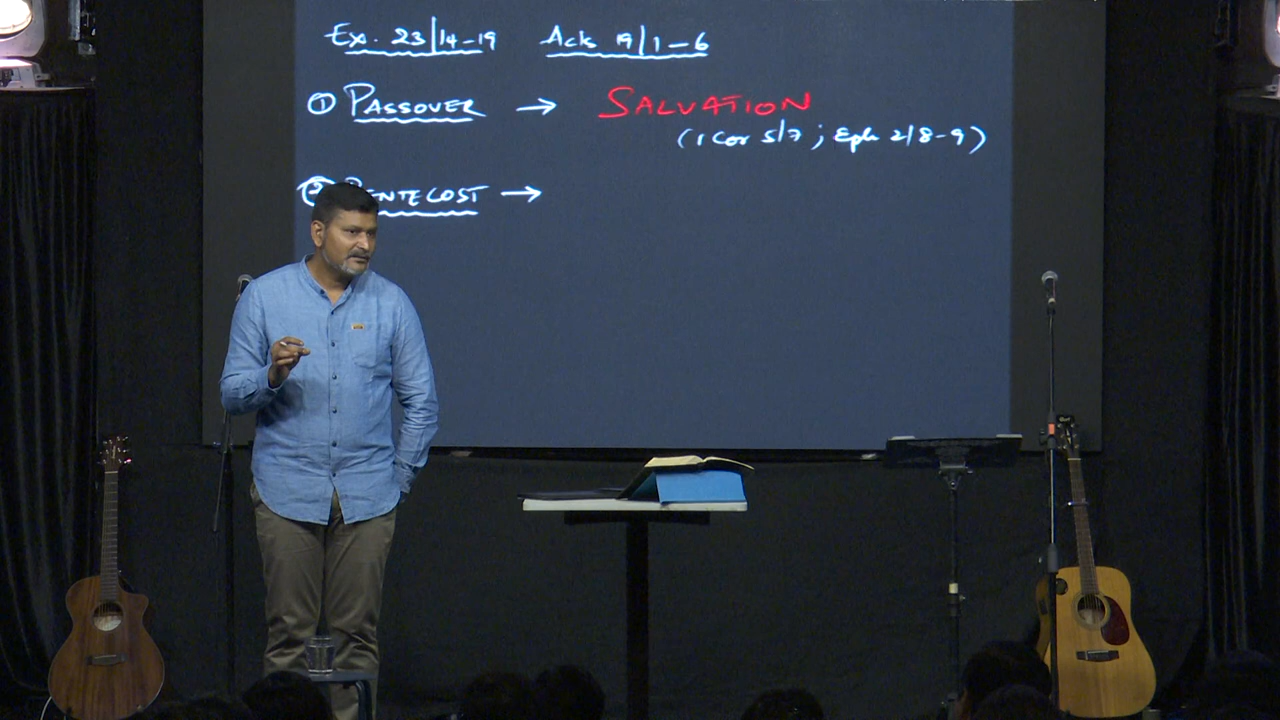 Ex. 23/14-19 Acts 19/1-6
① PASSOVER → SALVATION
(1 Cor 5/7 ; Eph 2/8-9)
② PENTECOST →